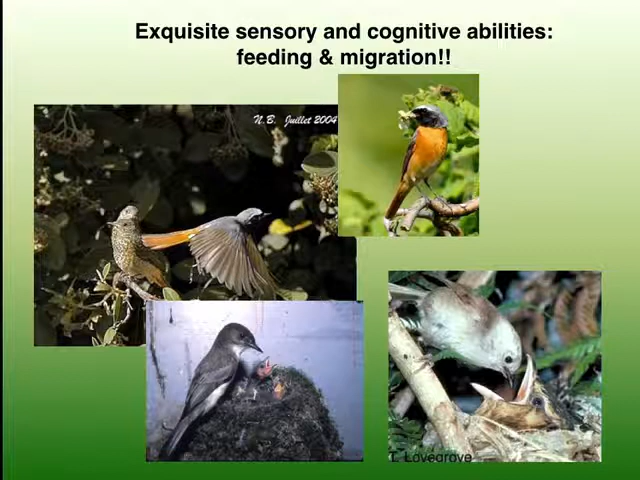 Exquisite sensory and cognitive abilities:
feeding & migration!!
N.B. Juillet 2004
T. Lovegrove